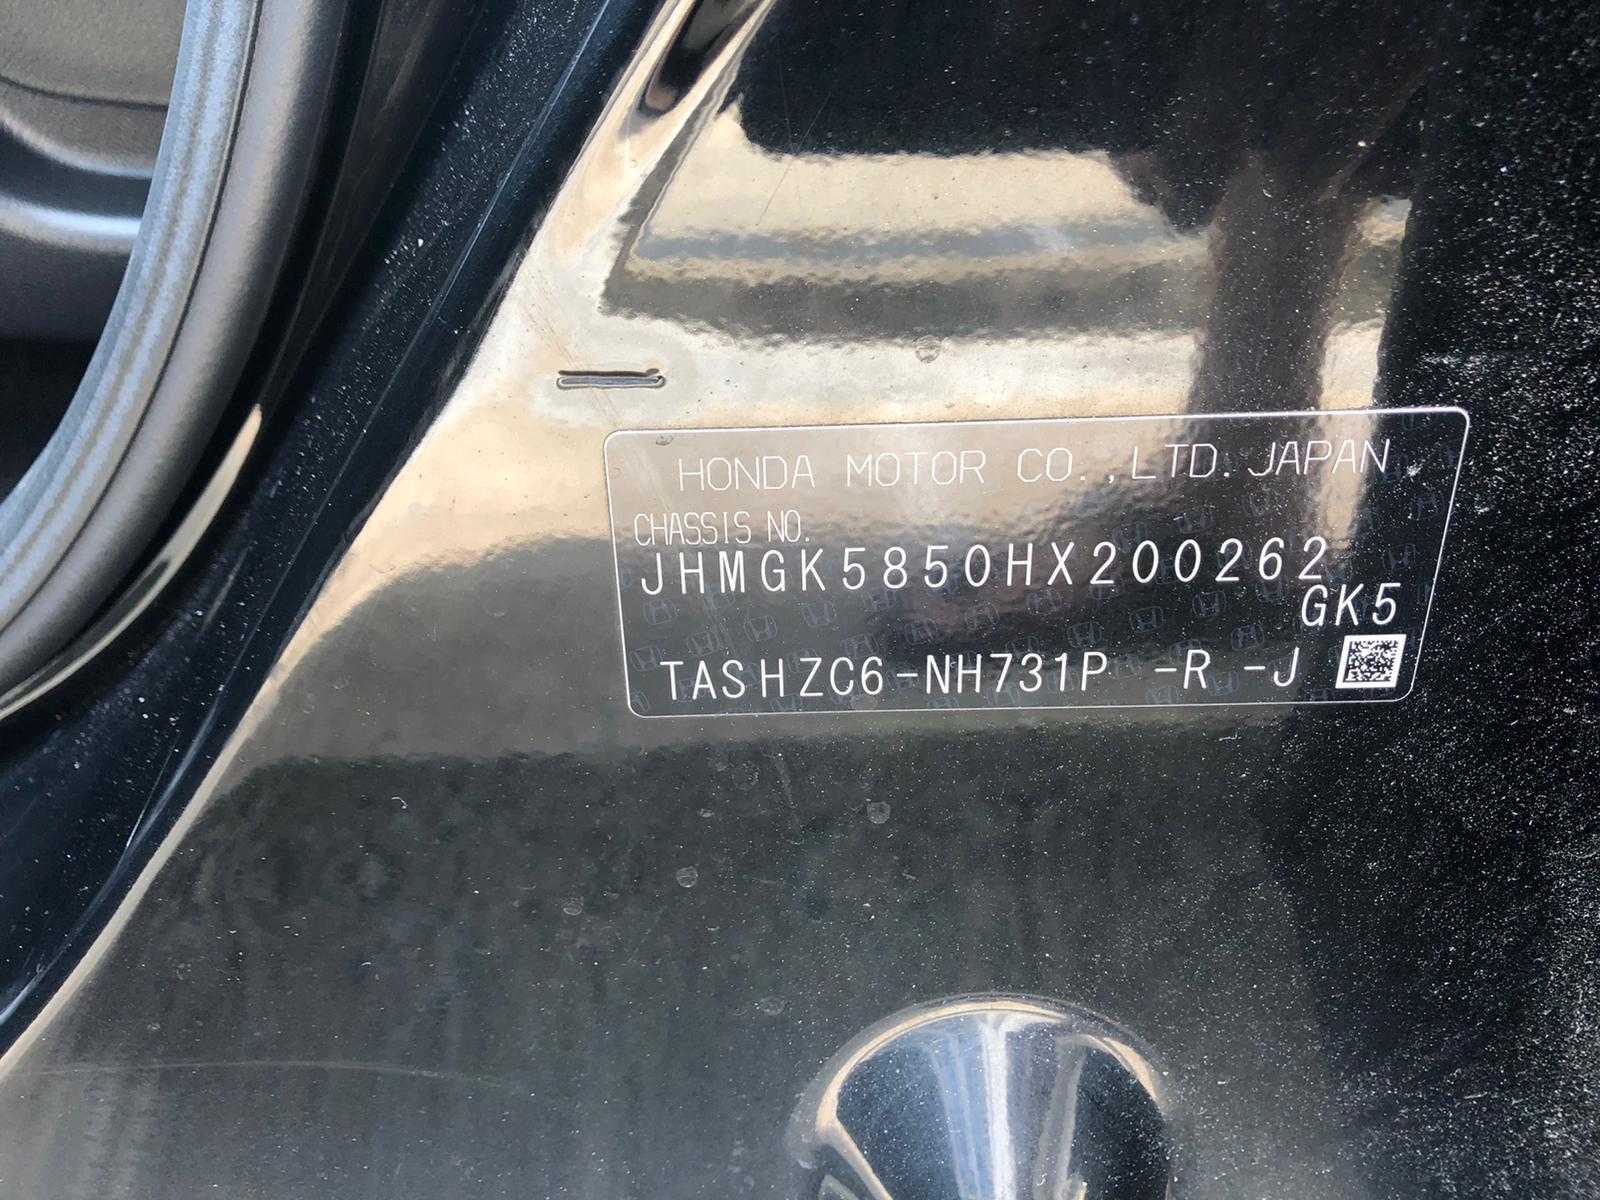 HONDA MOTOR CO.,LTD. JAPAN
CHASSIS NO.
JHMGK5850HX200262
GK5
TASHZC6-NH731P -R -J